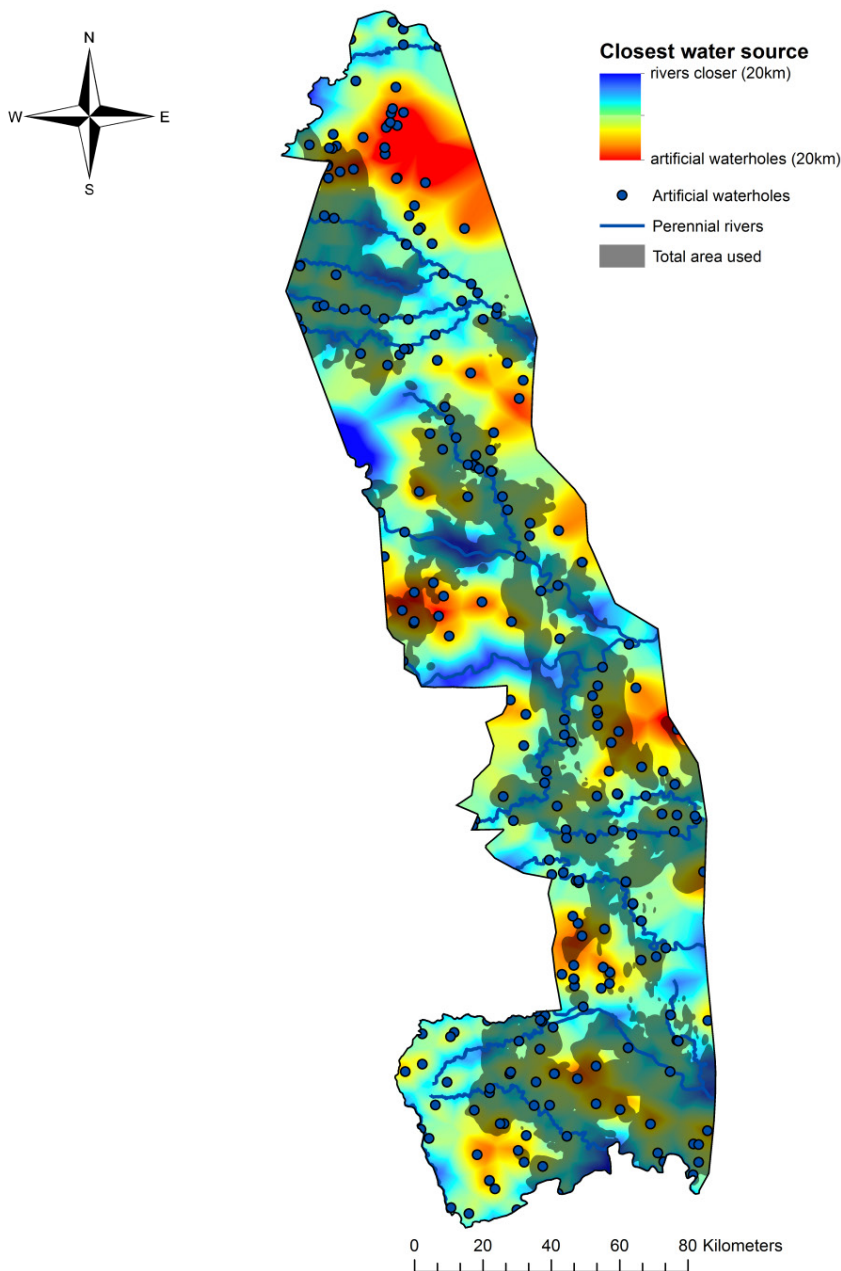 N
W
E
S
Closest water source
rivers closer (20km)
artificial waterholes (20km)
Artificial waterholes
Perennial rivers
Total area used
0 20 40 60 80 Kilometers